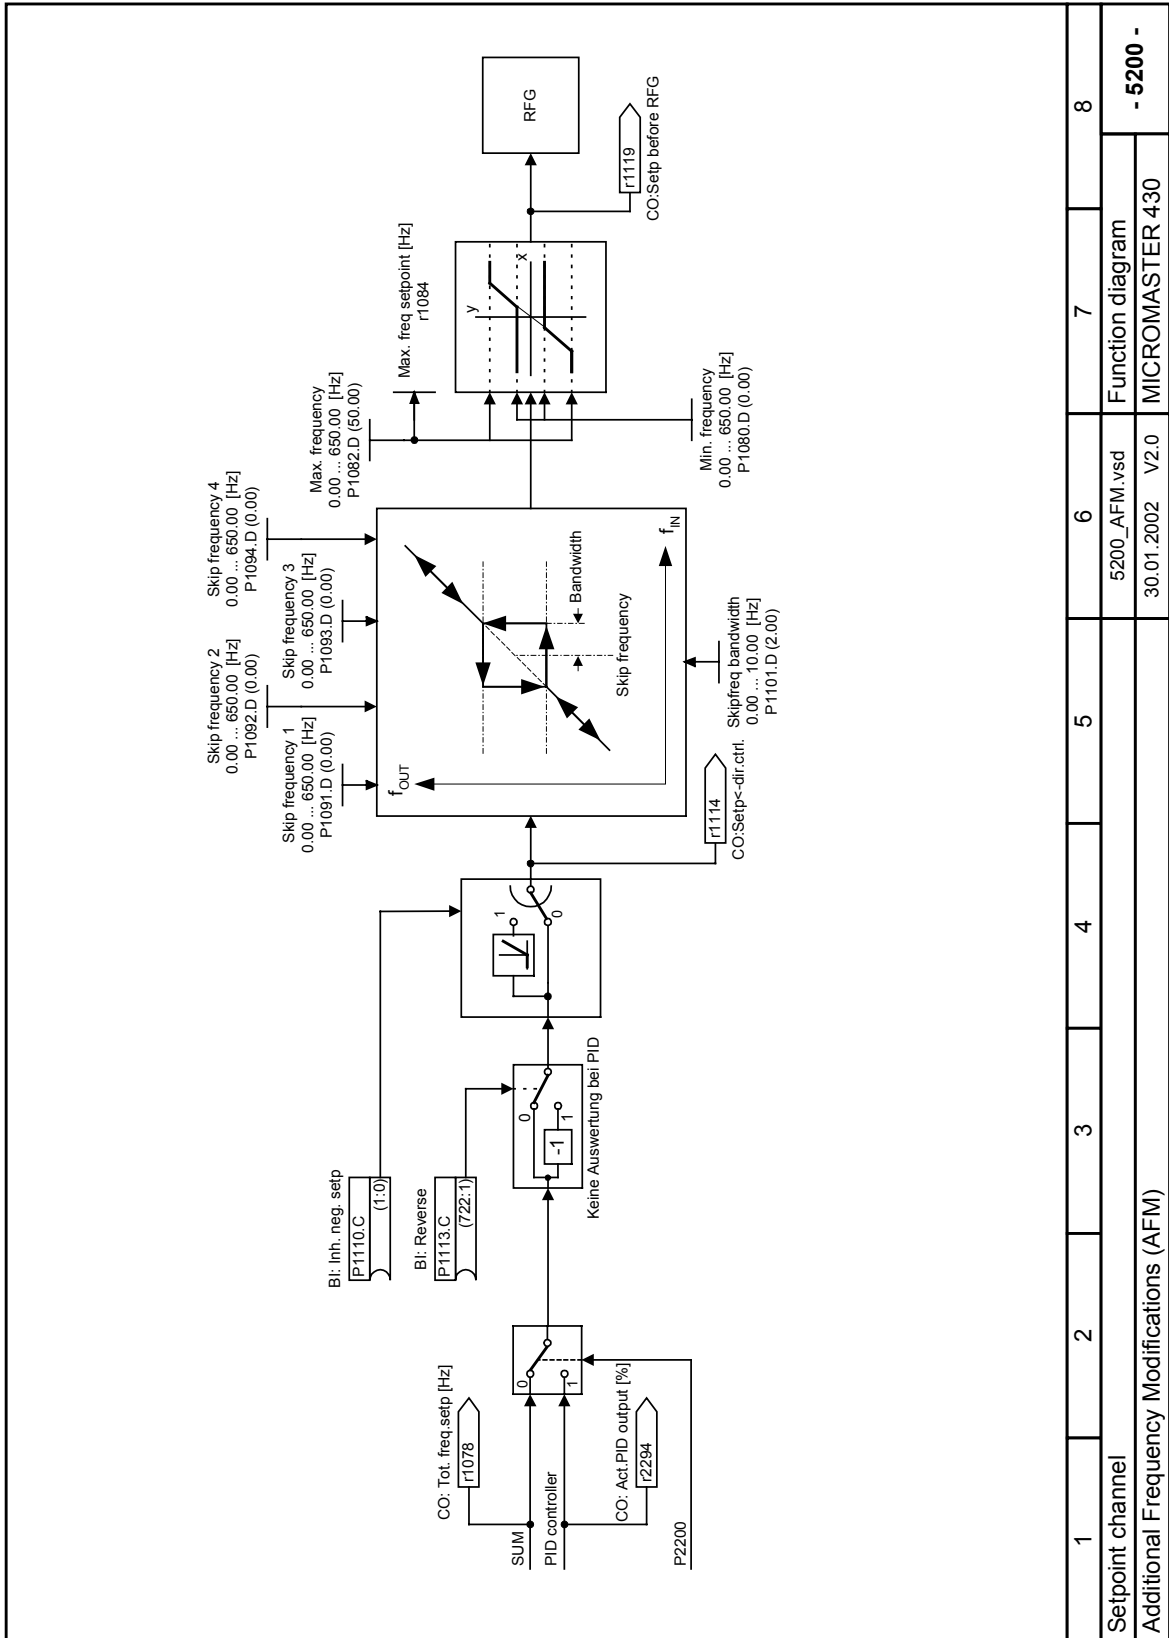 CO: Tot. freq.setp [Hz]
r1078
SUM
PID controller
CO: Act.PID output [%]
r2294
P2200
0
1
BI: Inh. neg. setp
P1110.C
(1:0)
BI: Reverse
P1113.C
(722:1)
0
1
-1
Keine Auswertung bei PID
1
0
r1114
CO:Setp<-dir.ctrl.
Skip frequency 1
0.00 ... 650.00 [Hz]
P1091.D (0.00)
Skip frequency 2
0.00 ... 650.00 [Hz]
P1092.D (0.00)
Skip frequency 3
0.00 ... 650.00 [Hz]
P1093.D (0.00)
Skip frequency 4
0.00 ... 650.00 [Hz]
P1094.D (0.00)
fOUT
fIN
Bandwidth
Skip frequency
Skipfreq bandwidth
0.00 ... 10.00 [Hz]
P1101.D (2.00)
Max. frequency
0.00 ... 650.00 [Hz]
P1082.D (50.00)
Max. freq setpoint [Hz]
r1084
y
x
Min. frequency
0.00 ... 650.00 [Hz]
P1080.D (0.00)
r1119
CO:Setp before RFG
RFG
1 2 3 4 5 6 7 8
Setpoint channel 5200_AFM.vsd Function diagram - 5200 -
Additional Frequency Modifications (AFM) 30.01.2002 V2.0 MICROMASTER 430